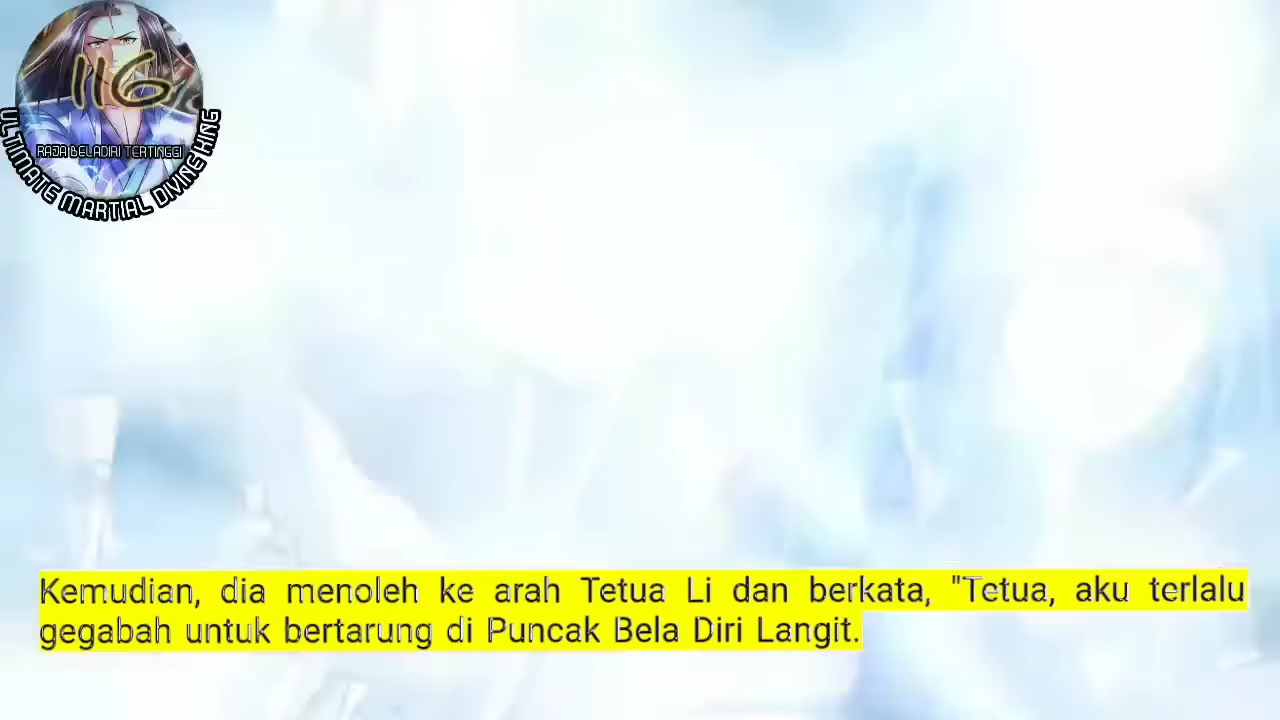 116
RAJA BELADIRI TERTINGGI
ULTIMATE MARTIAL DIVINE KING
Kemudian, dia menoleh ke arah Tetua Li dan berkata, "Tetua, aku terlalu
gegabah untuk bertarung di Puncak Bela Diri Langit.